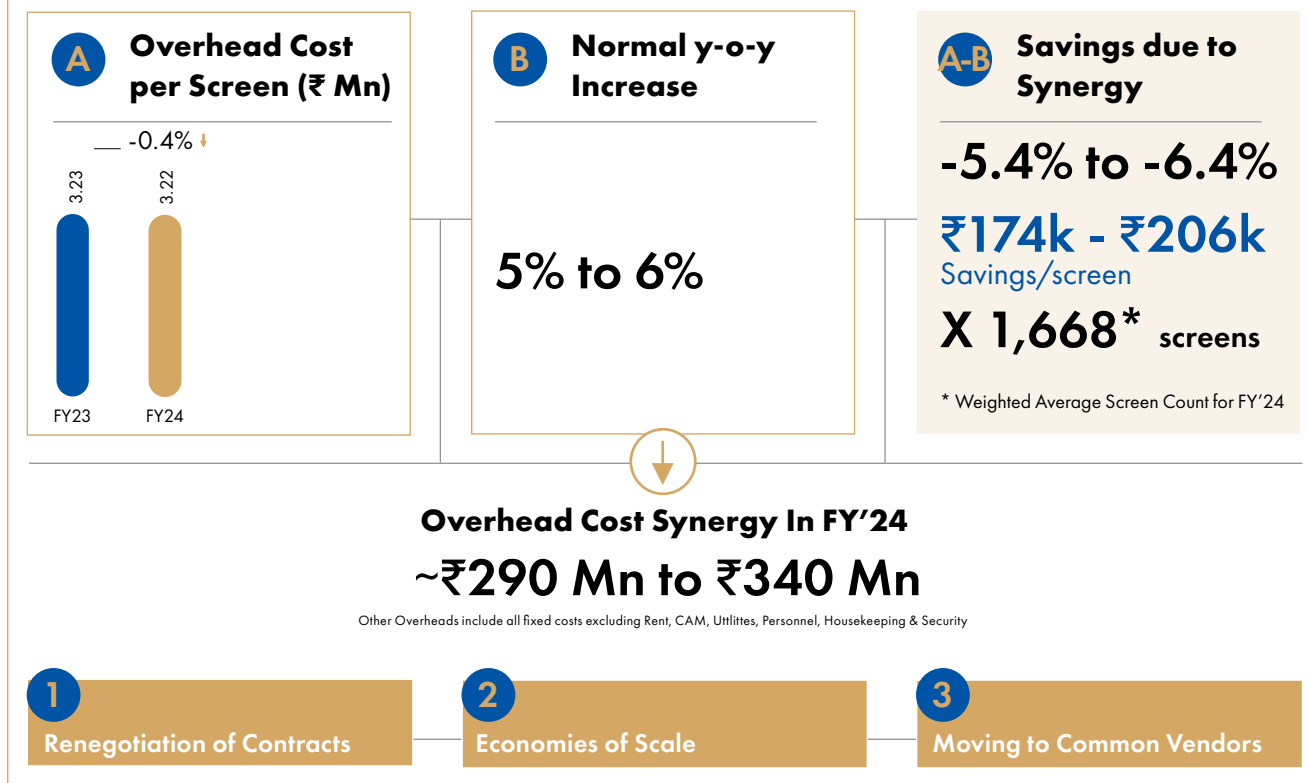 A
Overhead Cost
per Screen (₹ Mn)
-0.4%
3.23
3.22
FY23
FY24
B
Normal y-o-y
Increase
5% to 6%
A-B
Savings due to
Synergy
-5.4% to -6.4%
₹174k - ₹206k
Savings/screen
X 1,668* screens
* Weighted Average Screen Count for FY'24
Overhead Cost Synergy In FY'24
~₹290 Mn to ₹340 Mn
Other Overheads include all fixed costs excluding Rent, CAM, Uttlittes, Personnel, Housekeeping & Security
1
Renegotiation of Contracts
2
Economies of Scale
3
Moving to Common Vendors